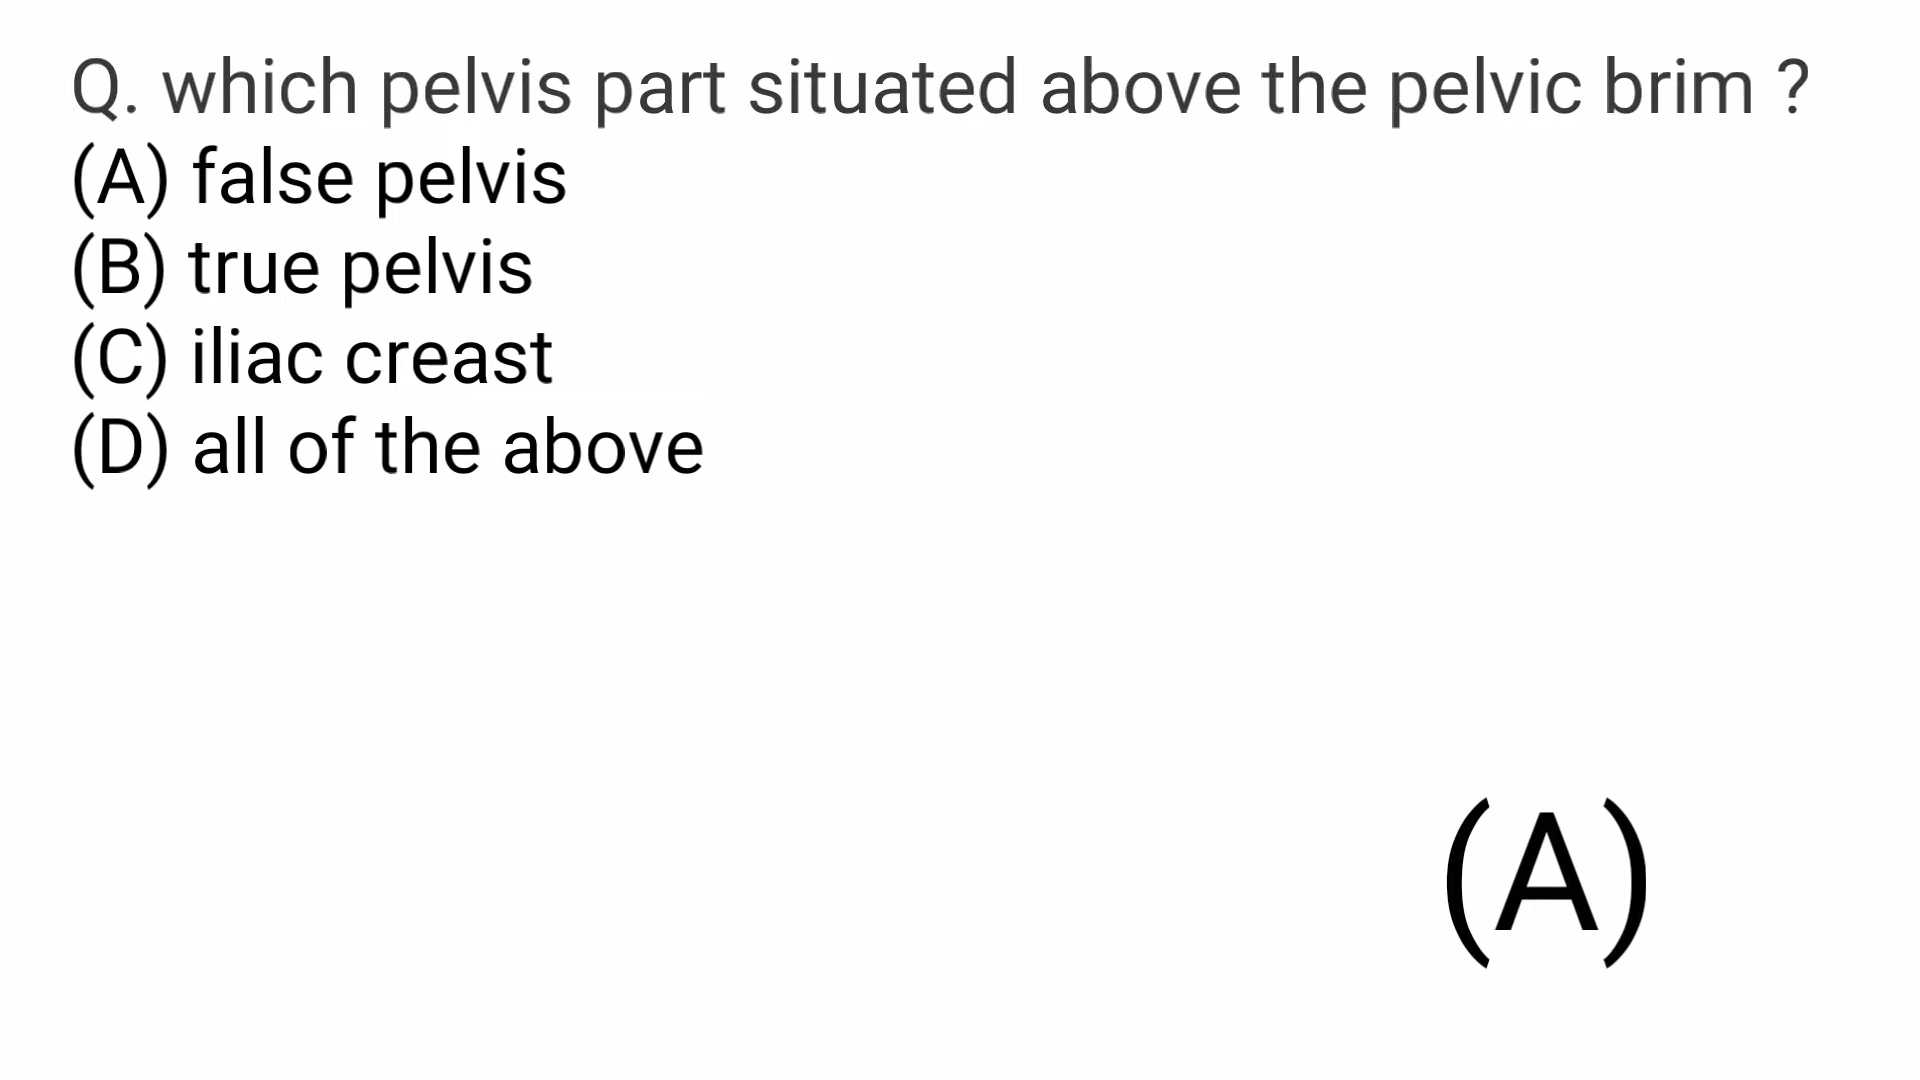 Q. which pelvis part situated above the pelvic brim ?
(A) false pelvis
(B) true pelvis
(C) iliac creast
(D) all of the above
(A)